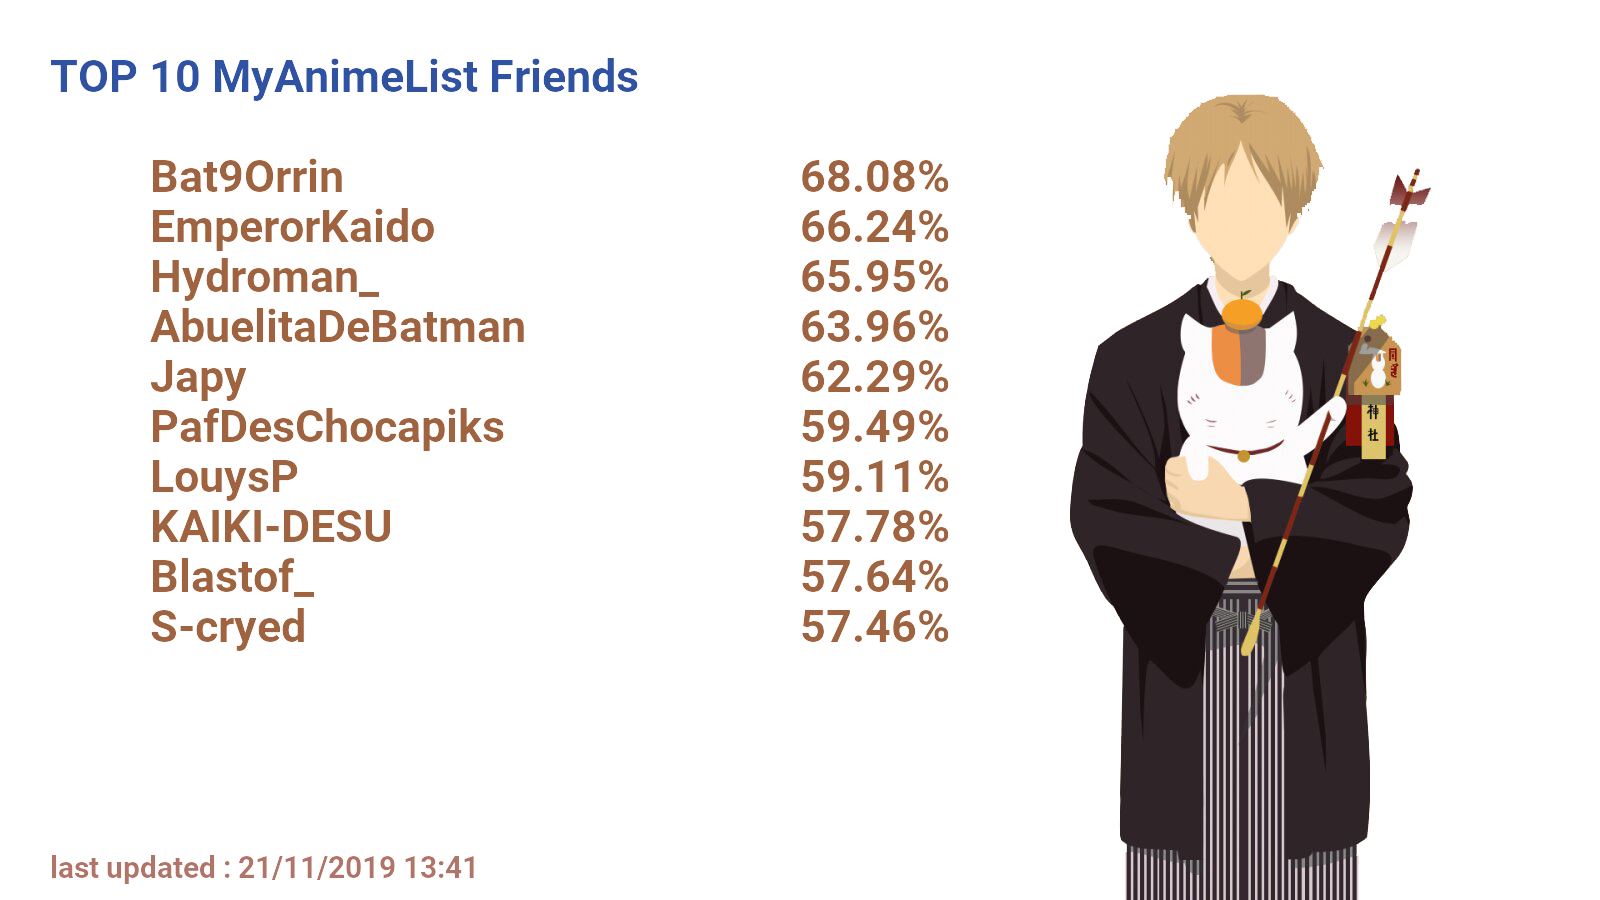 TOP 10 MyAnimeList Friends
Bat9Orrin 68.08%
EmperorKaido 66.24%
Hydroman_ 65.95%
AbuelitaDeBatman 63.96%
Japy 62.29%
PafDesChocapiks 59.49%
LouysP 59.11%
KAIKI-DESU 57.78%
Blastof_ 57.64%
S-cryed 57.46%
神
社
last updated : 21/11/2019 13:41